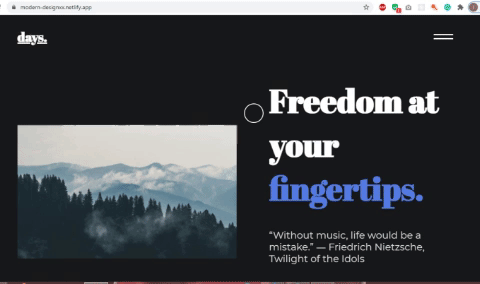 modern-designxx.netlify.app
days.
Freedom at
your
fingertips.
“Without music, life would be a
mistake.” — Friedrich Nietzsche,
Twilight of the Idols